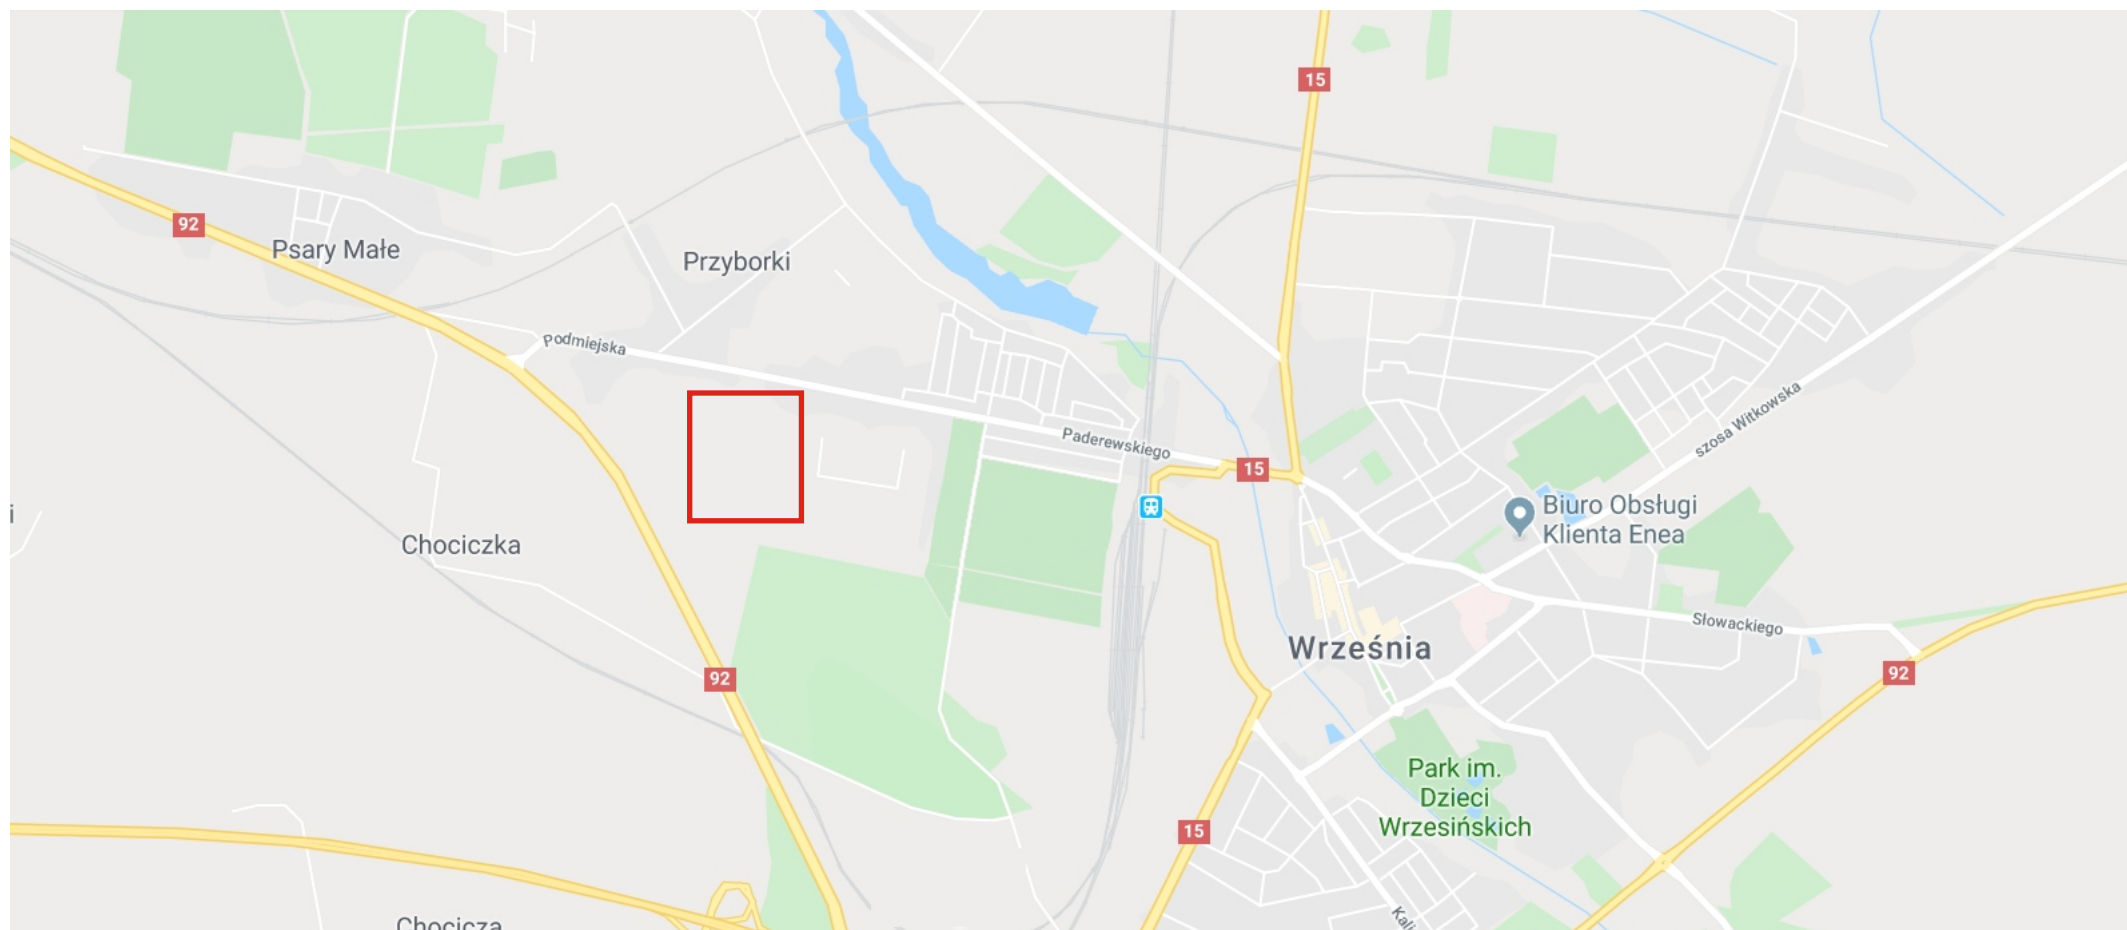 15
92
Psary Małe
Przyborki
Podmiejska
szosa Witkowska
Paderewskiego
15
Biuro Obsługi
Klienta Enea
i
Chociczka
Słowackiego
Września
92
92
Park im.
Dzieci
Wrzesińskich
15
Kali
Chocicza